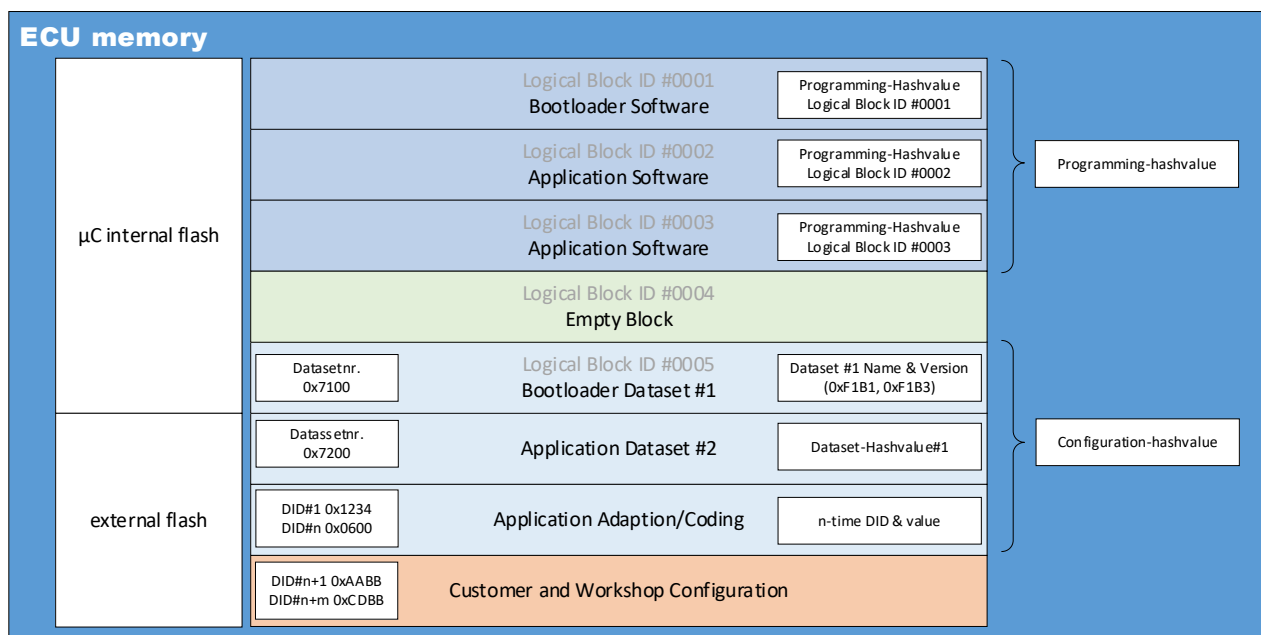 ECU memory
µC internal flash
external flash
Logical Block ID #0001
Bootloader Software
Programming-Hashvalue
Logical Block ID #0001
Logical Block ID #0002
Application Software
Programming-Hashvalue
Logical Block ID #0002
Logical Block ID #0003
Application Software
Programming-Hashvalue
Logical Block ID #0003
Programming-hashvalue
Logical Block ID #0004
Empty Block
Datasetnr.
0x7100
Logical Block ID #0005
Bootloader Dataset #1
Dataset #1 Name & Version
(0xF1B1, 0xF1B3)
Datassetnr.
0x7200
Application Dataset #2
Dataset-Hashvalue#1
Configuration-hashvalue
DID#1 0x1234
DID#n 0x0600
Application Adaption/Coding
n-time DID & value
DID#n+1 0xAABB
DID#n+m 0xCDBB
Customer and Workshop Configuration